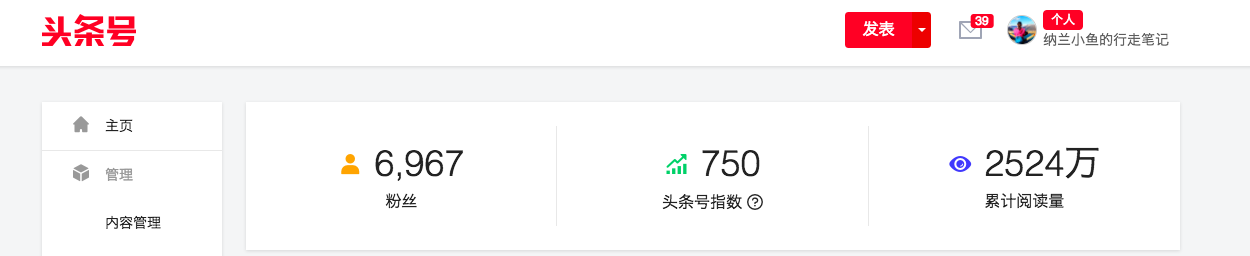 头条号
发表
39
个人
纳兰小鱼的行走笔记
主页
管理
内容管理
6,967
粉丝
750
头条号指数
2524万
累计阅读量